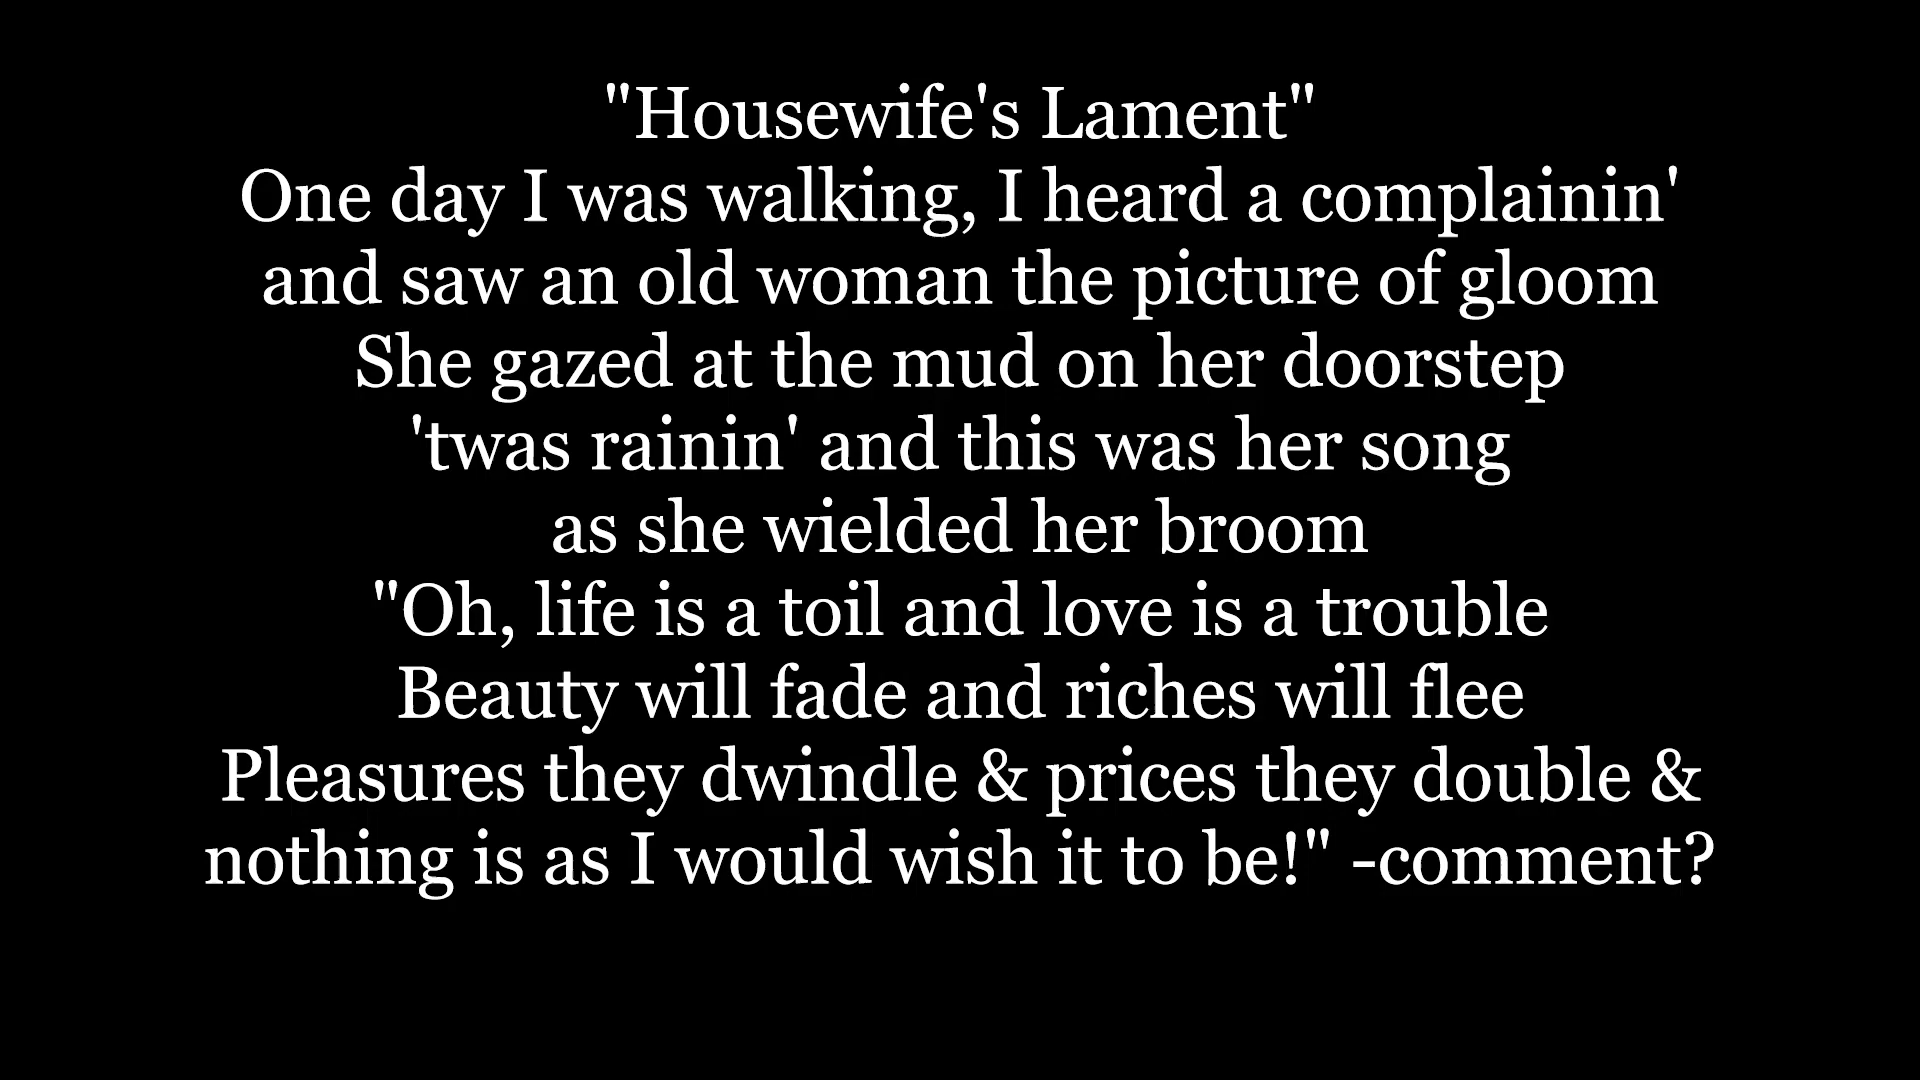 "Housewife's Lament"
One day I was walking, I heard a complainin'
and saw an old woman the picture of gloom
She gazed at the mud on her doorstep
'twas rainin' and this was her song
as she wielded her broom
"Oh, life is a toil and love is a trouble
Beauty will fade and riches will flee
Pleasures they dwindle & prices they double &
nothing is as I would wish it to be!" -comment?